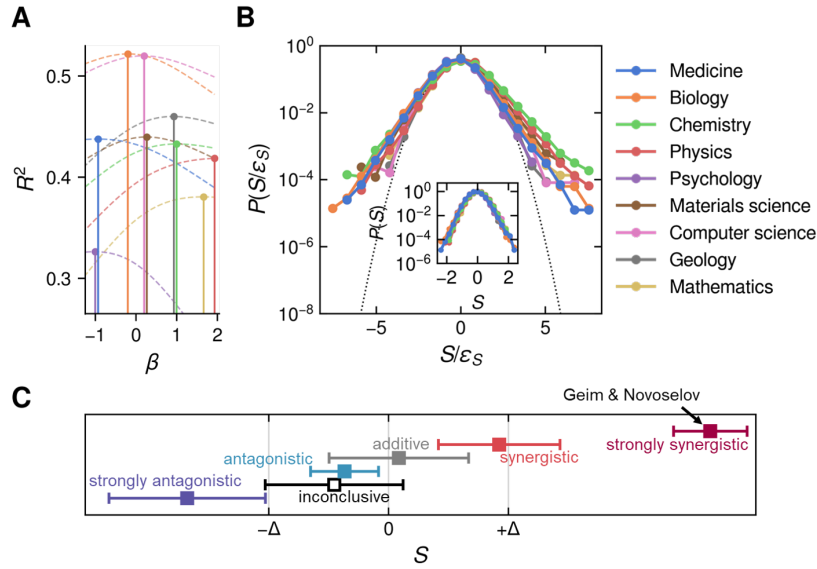 A
R²
0.5
0.4
0.3
−1
0
1
2
β
B
P(S/εS)
10⁰
10⁻²
10⁻⁴
10⁻⁶
10⁻⁸
−5
0
5
S/εS
P(S)
10⁰
10⁻²
10⁻⁴
10⁻⁶
−2
0
2
S
Medicine
Biology
Chemistry
Physics
Psychology
Materials science
Computer science
Geology
Mathematics
C
Geim & Novoselov
strongly synergistic
additive
synergistic
antagonistic
strongly antagonistic
inconclusive
−Δ
0
+Δ
S